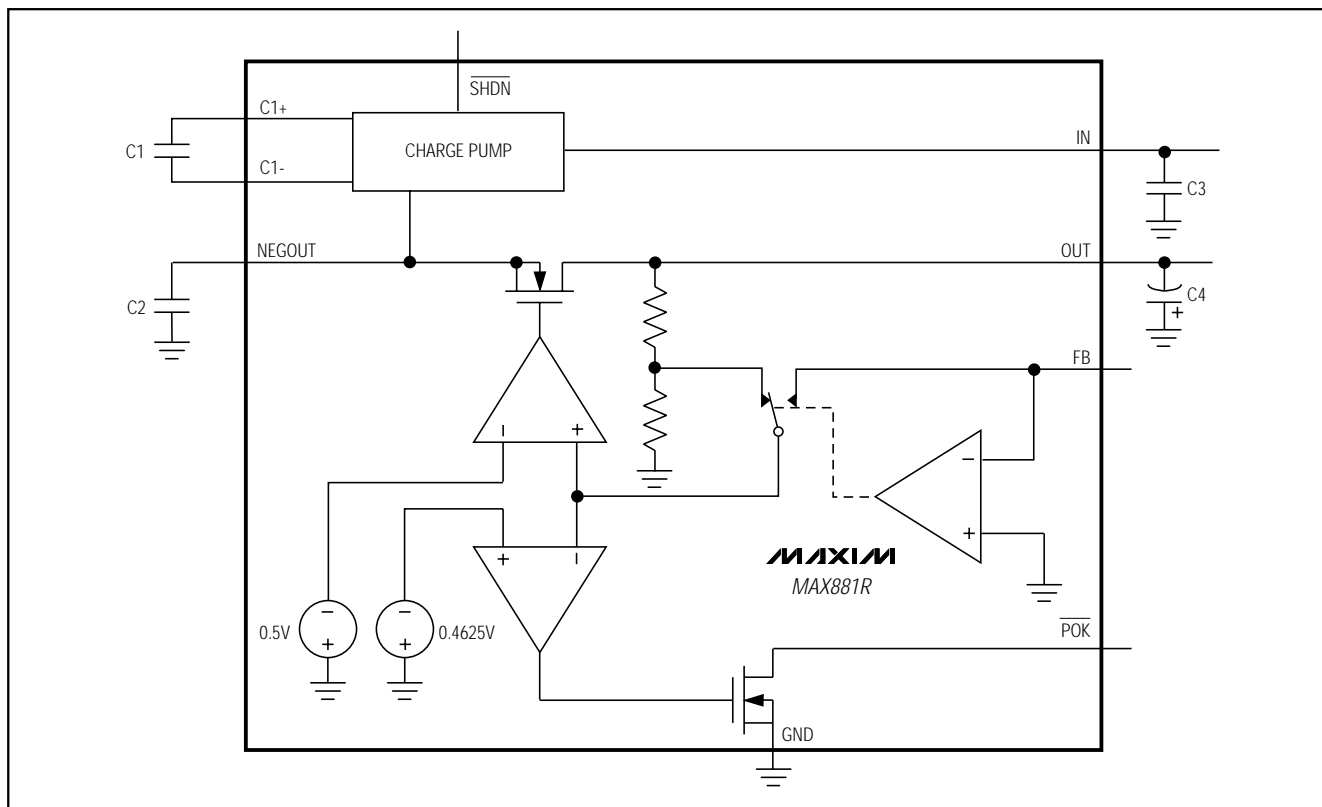 SHDN
C1+
C1
CHARGE PUMP
IN
C1-
C3
NEGOUT
OUT
C2
C4
+
FB
− +
−
+ −
+
MAXIM
MAX881R
− −
0.5V 0.4625V
+ +
POK
GND